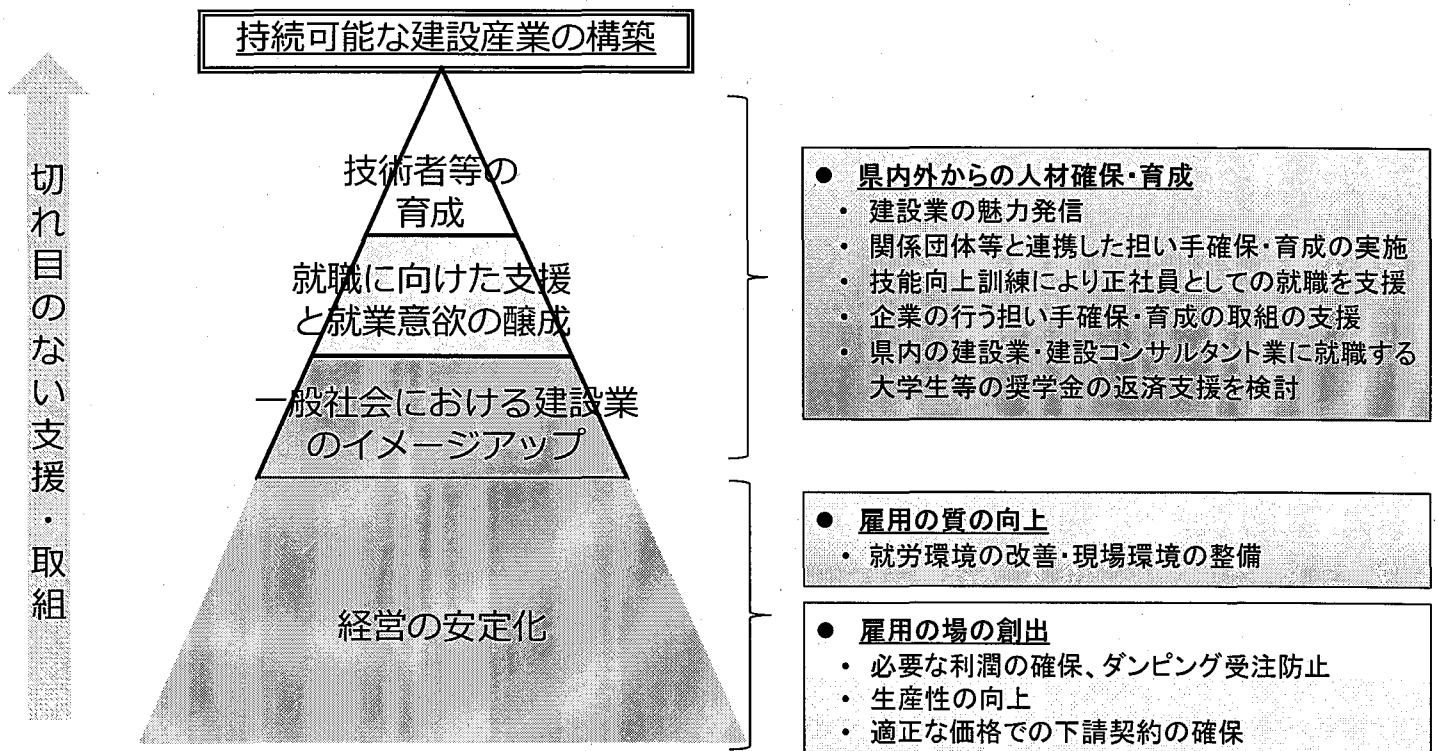 持続可能な建設産業の構築
切れ目のない支援・取組
技術者等の
育成
就職に向けた支援
と就業意欲の醸成
一般社会における建設業
のイメージアップ
経営の安定化
● 県内外からの人材確保・育成
・ 建設業の魅力発信
・ 関係団体等と連携した担い手確保・育成の実施
・ 技能向上訓練により正社員としての就職を支援
・ 企業の行う担い手確保・育成の取組の支援
・ 県内の建設業・建設コンサルタント業に就職する
大学生等の奨学金の返済支援を検討
● 雇用の質の向上
・ 就労環境の改善・現場環境の整備
● 雇用の場の創出
・ 必要な利潤の確保、ダンピング受注防止
・ 生産性の向上
・ 適正な価格での下請契約の確保